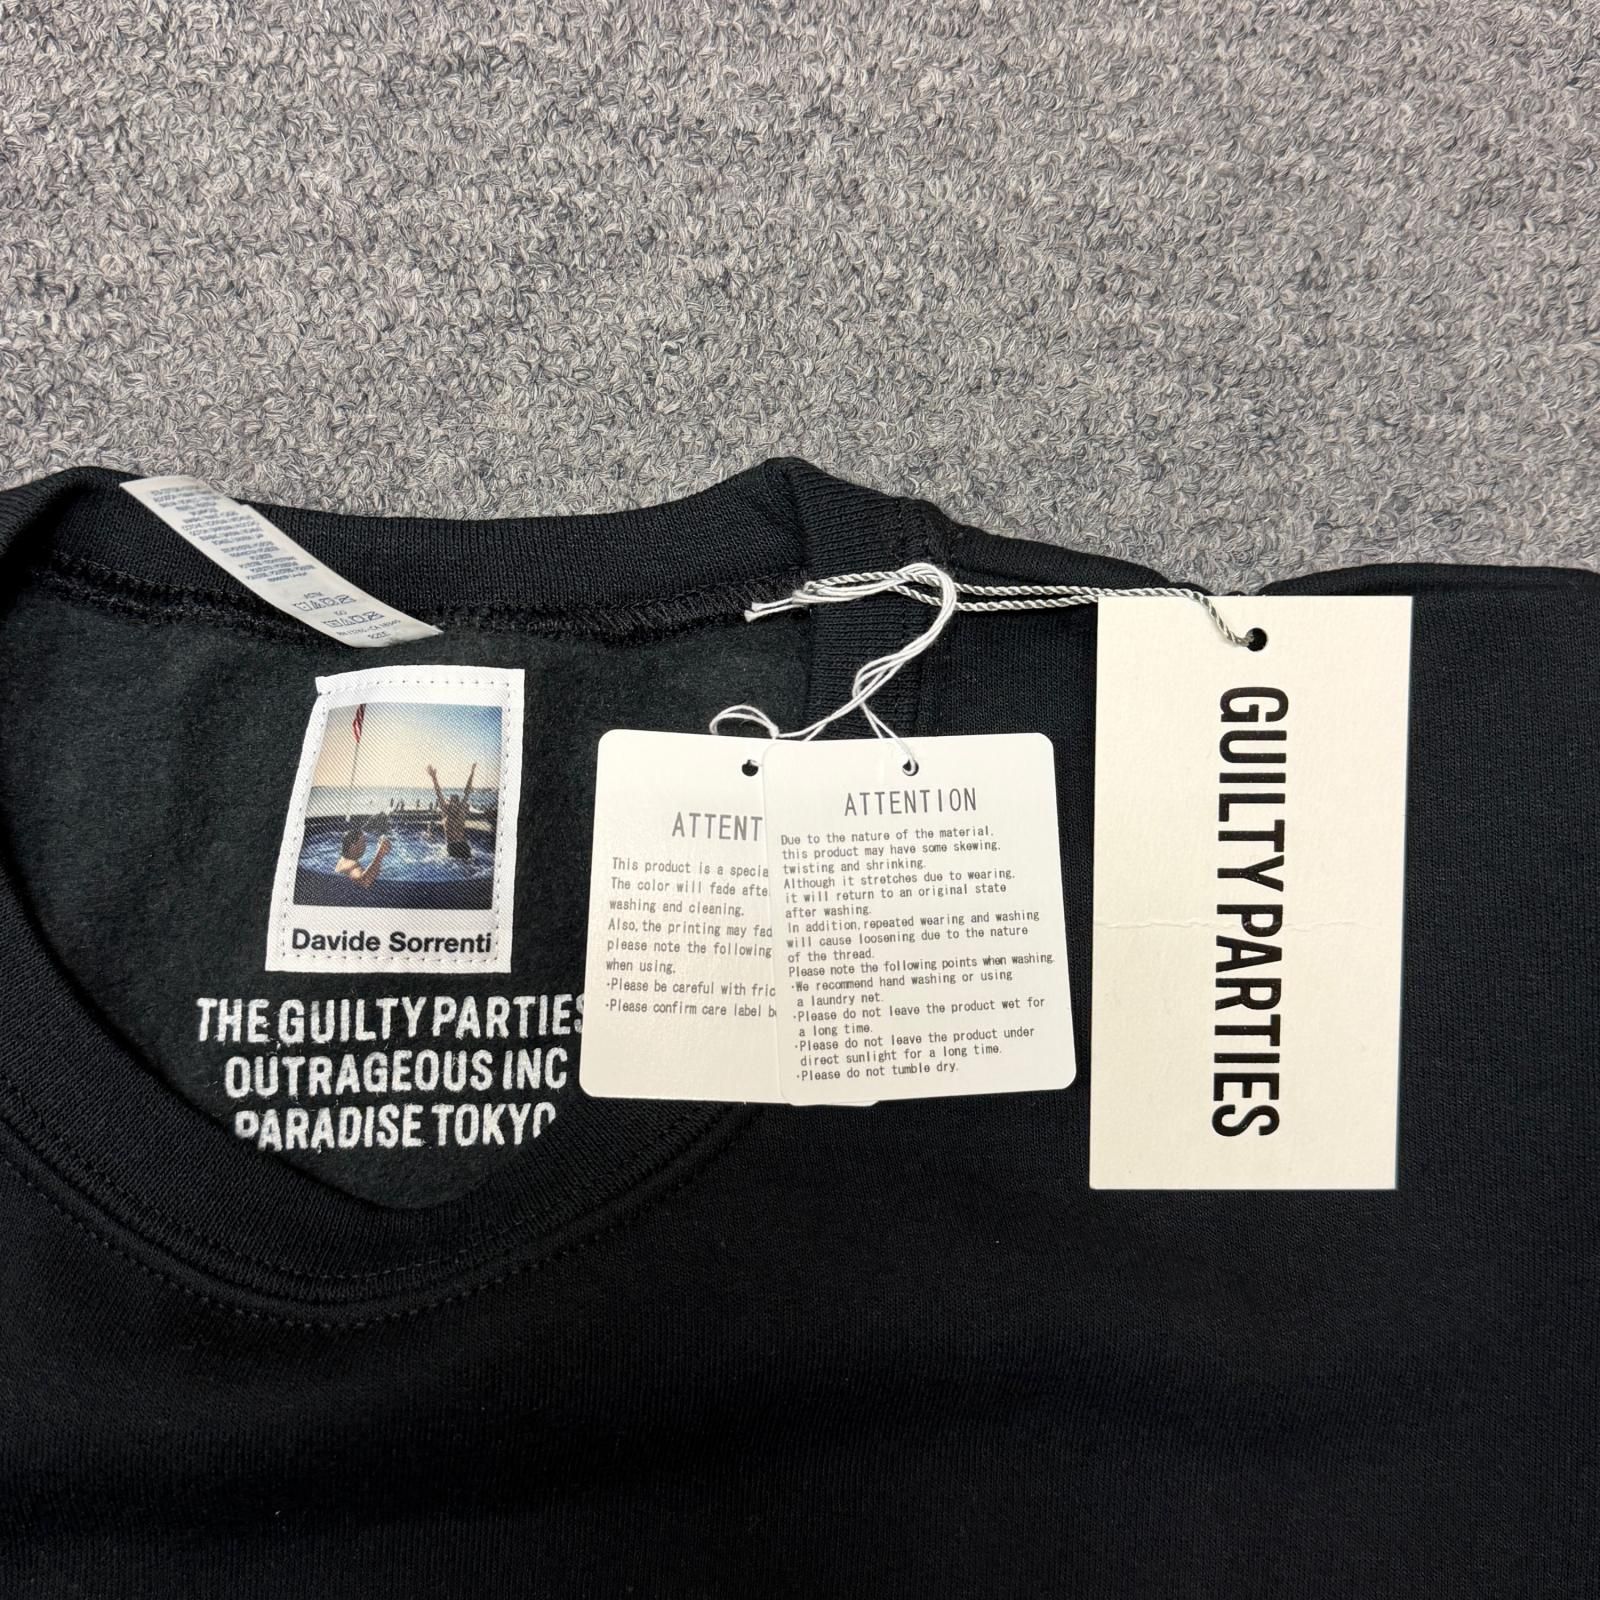 ASTM
ISO
SIZE
Davide Sorrenti
THE GUILTY PARTIES
OUTRAGEOUS INC
PARADISE TOKYO
ATTENT
This product is a specia
The color will fade afte
washing and cleaning.
Also, the printing may fad
please note the following
when using.
・Please be careful with fric
・Please confirm care label b
ATTENTION
Due to the nature of the material,
this product may have some skewing,
twisting and shrinking.
Although it stretches due to wearing,
it will return to an original state
after washing.
In addition, repeated wearing and washing
will cause loosening due to the nature
of the thread.
Please note the following points when washing.
・We recommend hand washing or using
a laundry net.
・Please do not leave the product wet for
a long time.
・Please do not leave the product under
direct sunlight for a long time.
・Please do not tumble dry.
GUILTY PARTIES